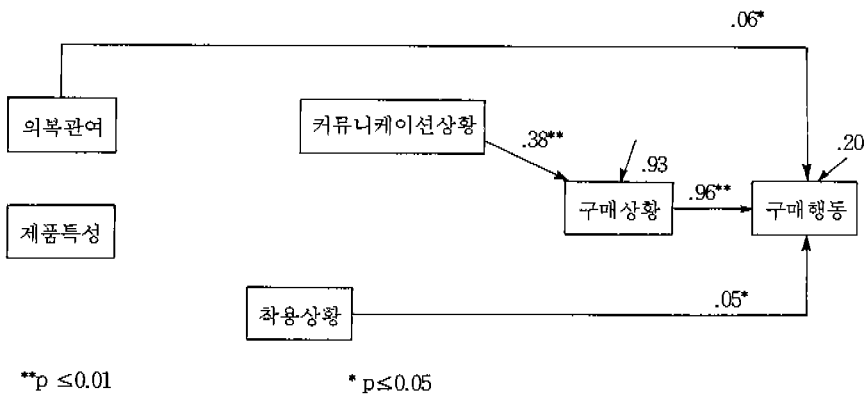 .06*
의복관여
커뮤니케이션상황
.38**
.93
.20
제품특성
구매상황
.96**
구매행동
착용상황
.05*
**p ≤0.01
* p≤0.05